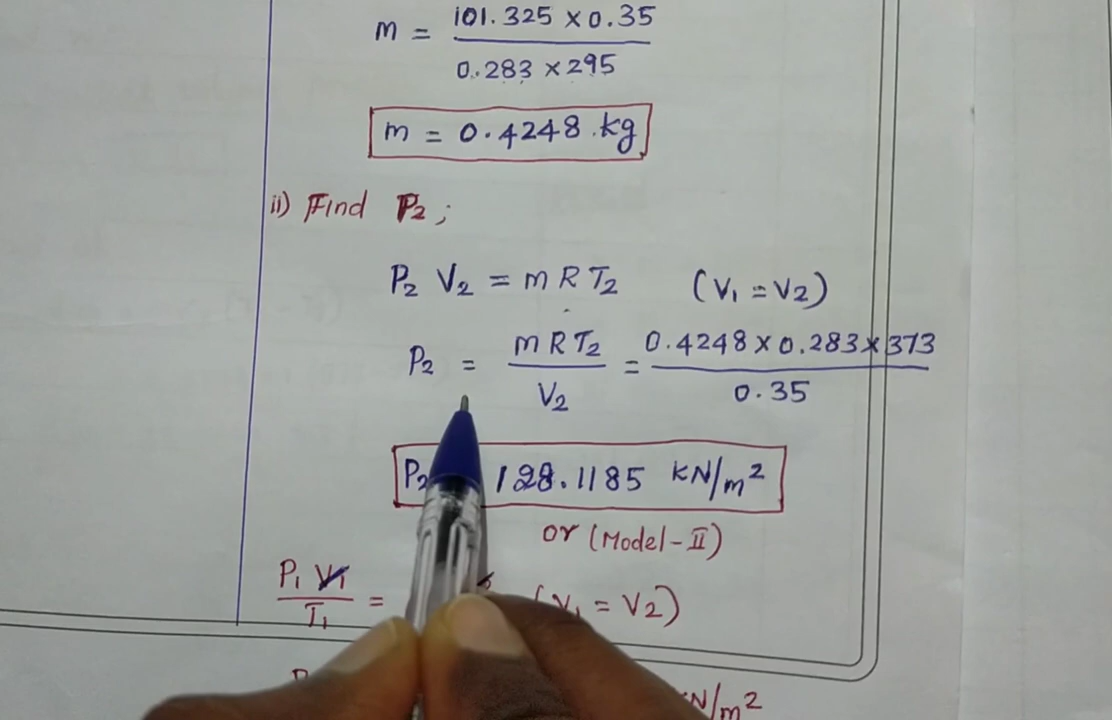 m = 101.325 × 0.35 / 0.283 × 295
m = 0.4248 kg
ii) Find P₂;
P₂ V₂ = m R T₂ (V₁ = V₂)
P₂ = m R T₂ / V₂ = 0.4248 × 0.283 × 373 / 0.35
P₂ 128.1185 KN/m²
or (Model-II)
P₁ V₁ / T₁ = (V₁ = V₂)
N/m²